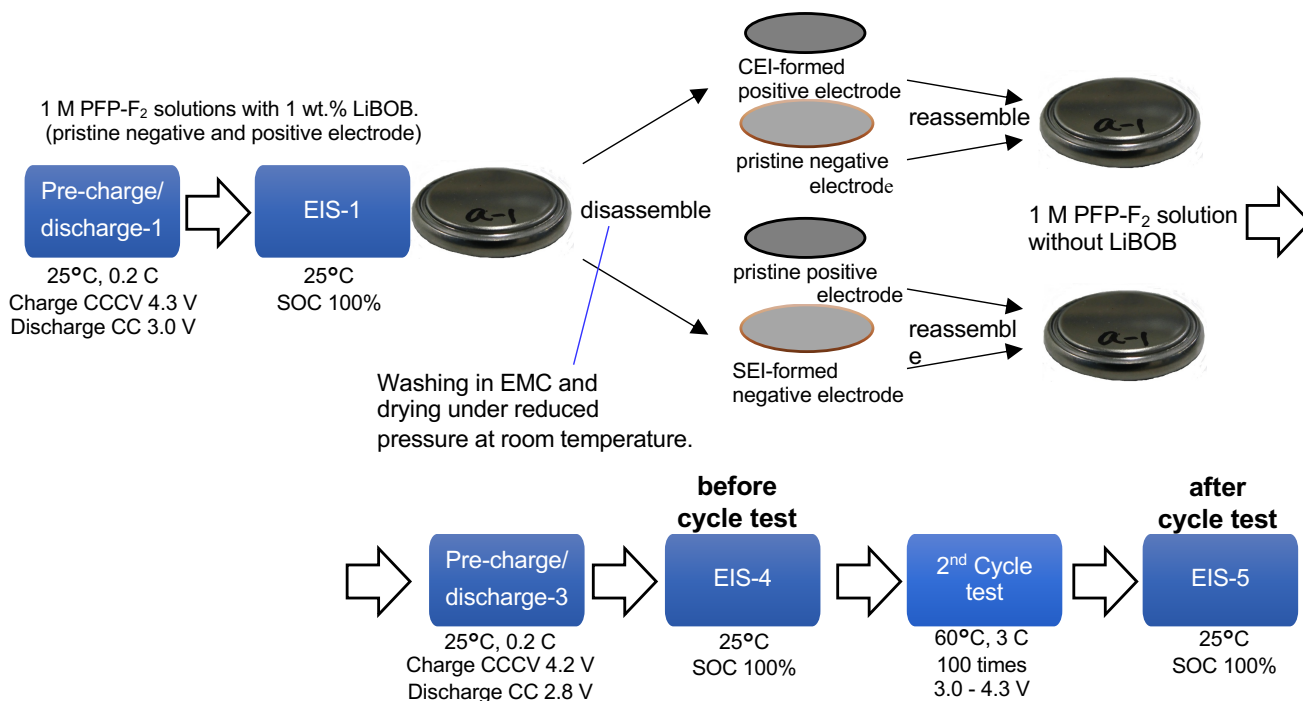 1 M PFP-F₂ solutions with 1 wt.% LiBOB.
(pristine negative and positive electrode)
Pre-charge/
discharge-1
25°C, 0.2 C
Charge CCCV 4.3 V
Discharge CC 3.0 V
EIS-1
25°C
SOC 100%
a-1
disassemble
Washing in EMC and
drying under reduced
pressure at room temperature.
CEI-formed
positive electrode
pristine negative
electrode
reassemble
a-1
pristine positive
electrode
SEI-formed
negative electrode
reassembl
e
a-1
1 M PFP-F₂ solution
without LiBOB
Pre-charge/
discharge-3
25°C, 0.2 C
Charge CCCV 4.2 V
Discharge CC 2.8 V
before
cycle test
EIS-4
25°C
SOC 100%
2nd Cycle
test
60°C, 3 C
100 times
3.0 - 4.3 V
after
cycle test
EIS-5
25°C
SOC 100%